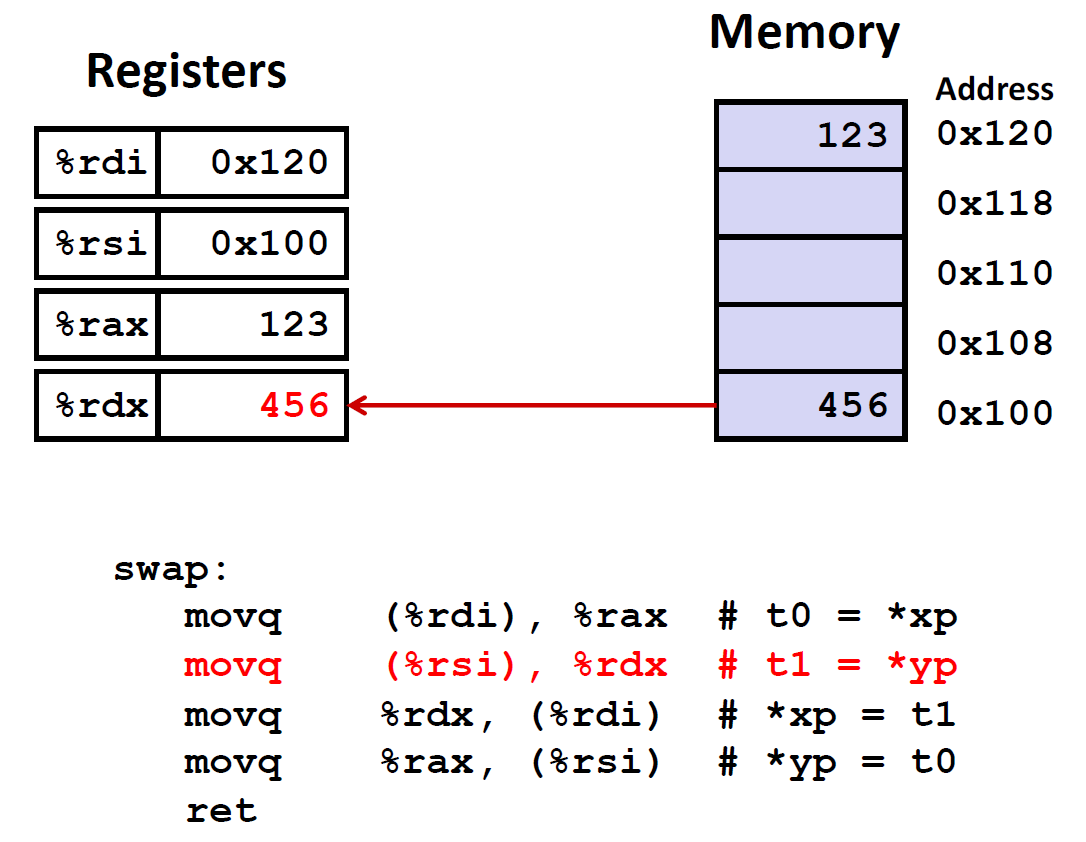 Registers
%rdi 0x120
%rsi 0x100
%rax 123
%rdx 456
Memory
Address
123 0x120
0x118
0x110
0x108
456 0x100
swap:
movq (%rdi), %rax # t0 = *xp
movq (%rsi), %rdx # t1 = *yp
movq %rdx, (%rdi) # *xp = t1
movq %rax, (%rsi) # *yp = t0
ret